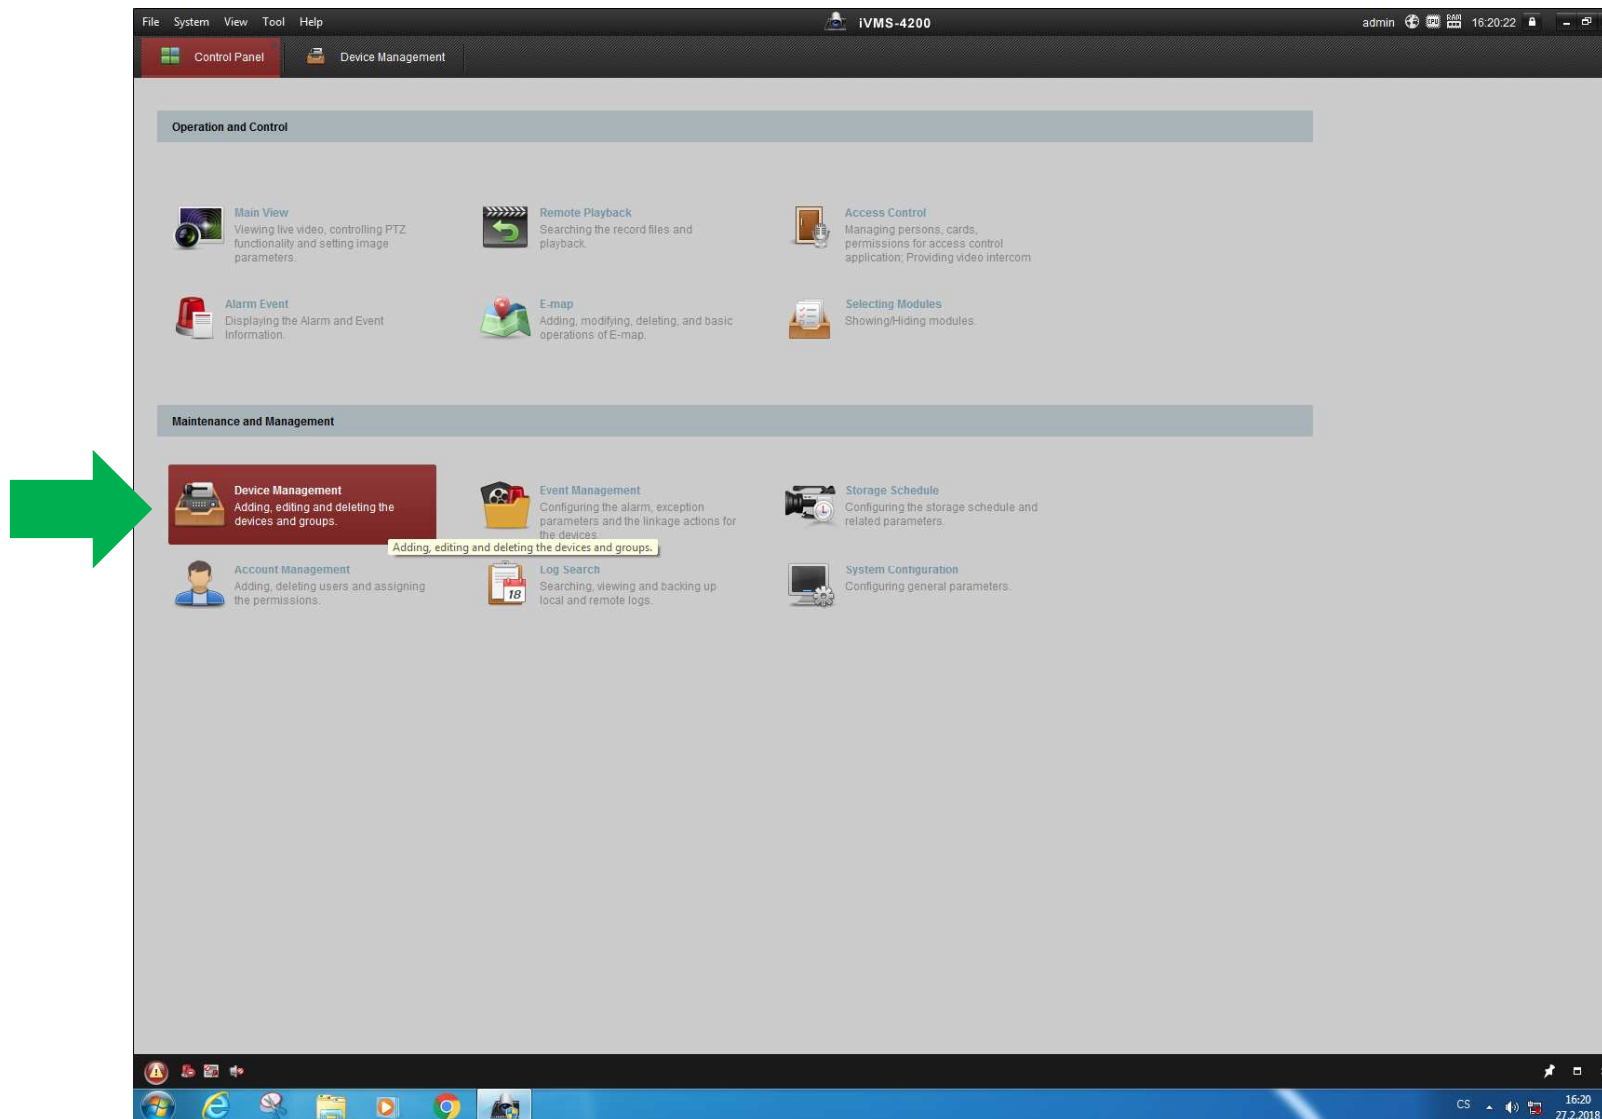 File System View Tool Help
iVMS-4200
admin CPU RAM 16:20:22
Control Panel
Device Management
Operation and Control
Main View
Viewing live video, controlling PTZ
functionality and setting image
parameters.
Remote Playback
Searching the record files and
playback.
Access Control
Managing persons, cards,
permissions for access control
application; Providing video intercom
Alarm Event
Displaying the Alarm and Event
Information.
E-map
Adding, modifying, deleting, and basic
operations of E-map.
Selecting Modules
Showing/Hiding modules.
Maintenance and Management
Device Management
Adding, editing and deleting the
devices and groups.
Event Management
Configuring the alarm, exception
parameters and the linkage actions for
the devices.
Storage Schedule
Configuring the storage schedule and
related parameters.
Adding, editing and deleting the devices and groups.
Account Management
Adding, deleting users and assigning
the permissions.
18
Log Search
Searching, viewing and backing up
local and remote logs.
System Configuration
Configuring general parameters.
CS
16:20
27.2.2018